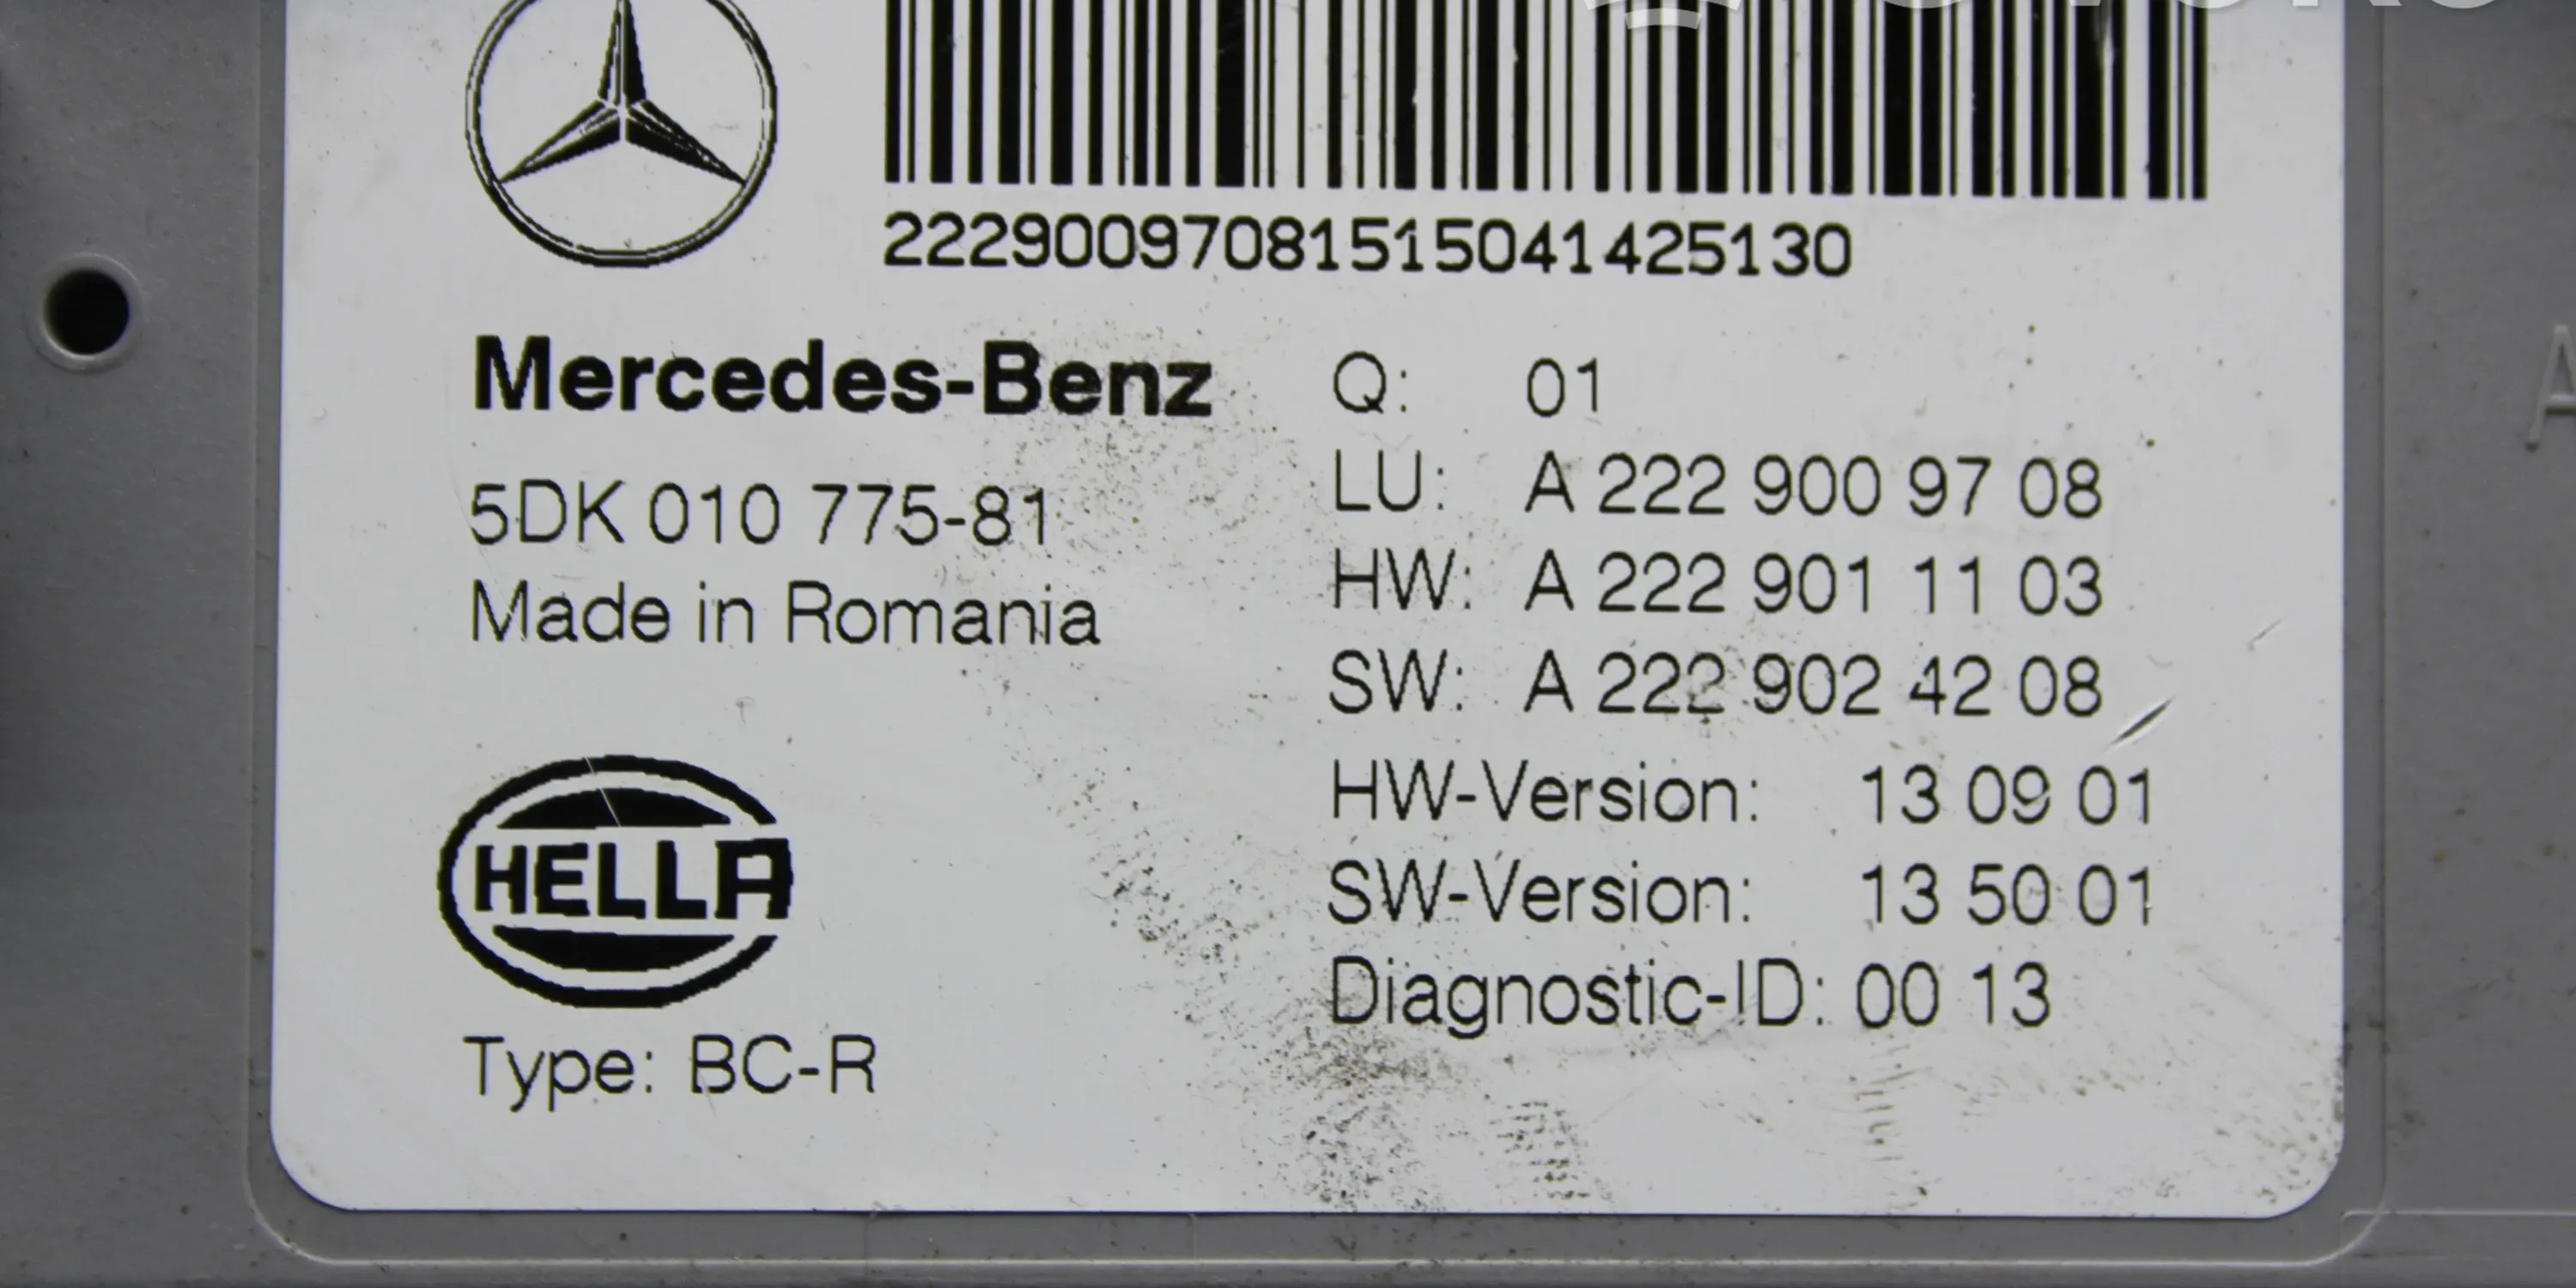 22290097081515041425130
Mercedes-Benz
5DK 010 775-81
Made in Romania
HELLA
Type: BC-R
Q: 01
LU: A 222 900 97 08
HW: A 222 901 11 03
SW: A 222 902 42 08
HW-Version: 13 09 01
SW-Version: 13 50 01
Diagnostic-ID: 00 13